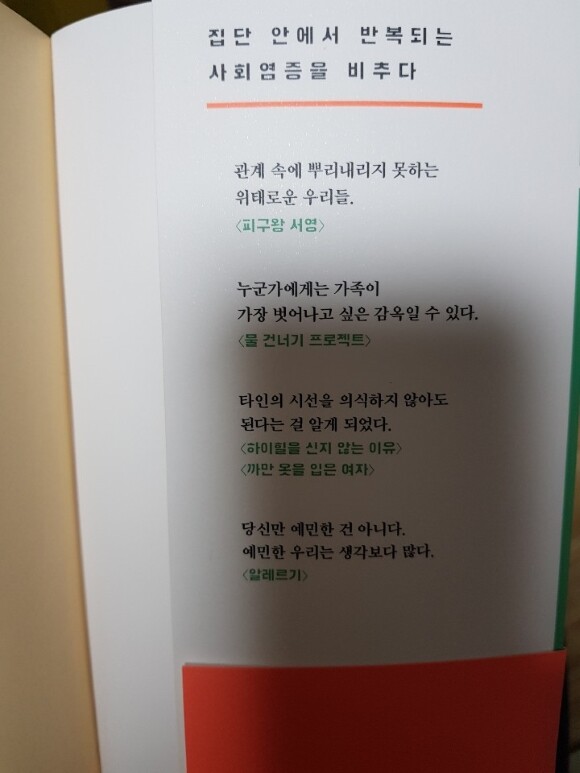 집단 안에서 반복되는
사회염증을 비추다
관계 속에 뿌리내리지 못하는
위태로운 우리들.
〈피구왕 서영〉
누군가에게는 가족이
가장 벗어나고 싶은 감옥일 수 있다.
〈물 건너기 프로젝트〉
타인의 시선을 의식하지 않아도
된다는 걸 알게 되었다.
〈하이힐을 신지 않는 이유〉
〈까만 옷을 입은 여자〉
당신만 예민한 건 아니다.
예민한 우리는 생각보다 많다.
〈알레르기〉